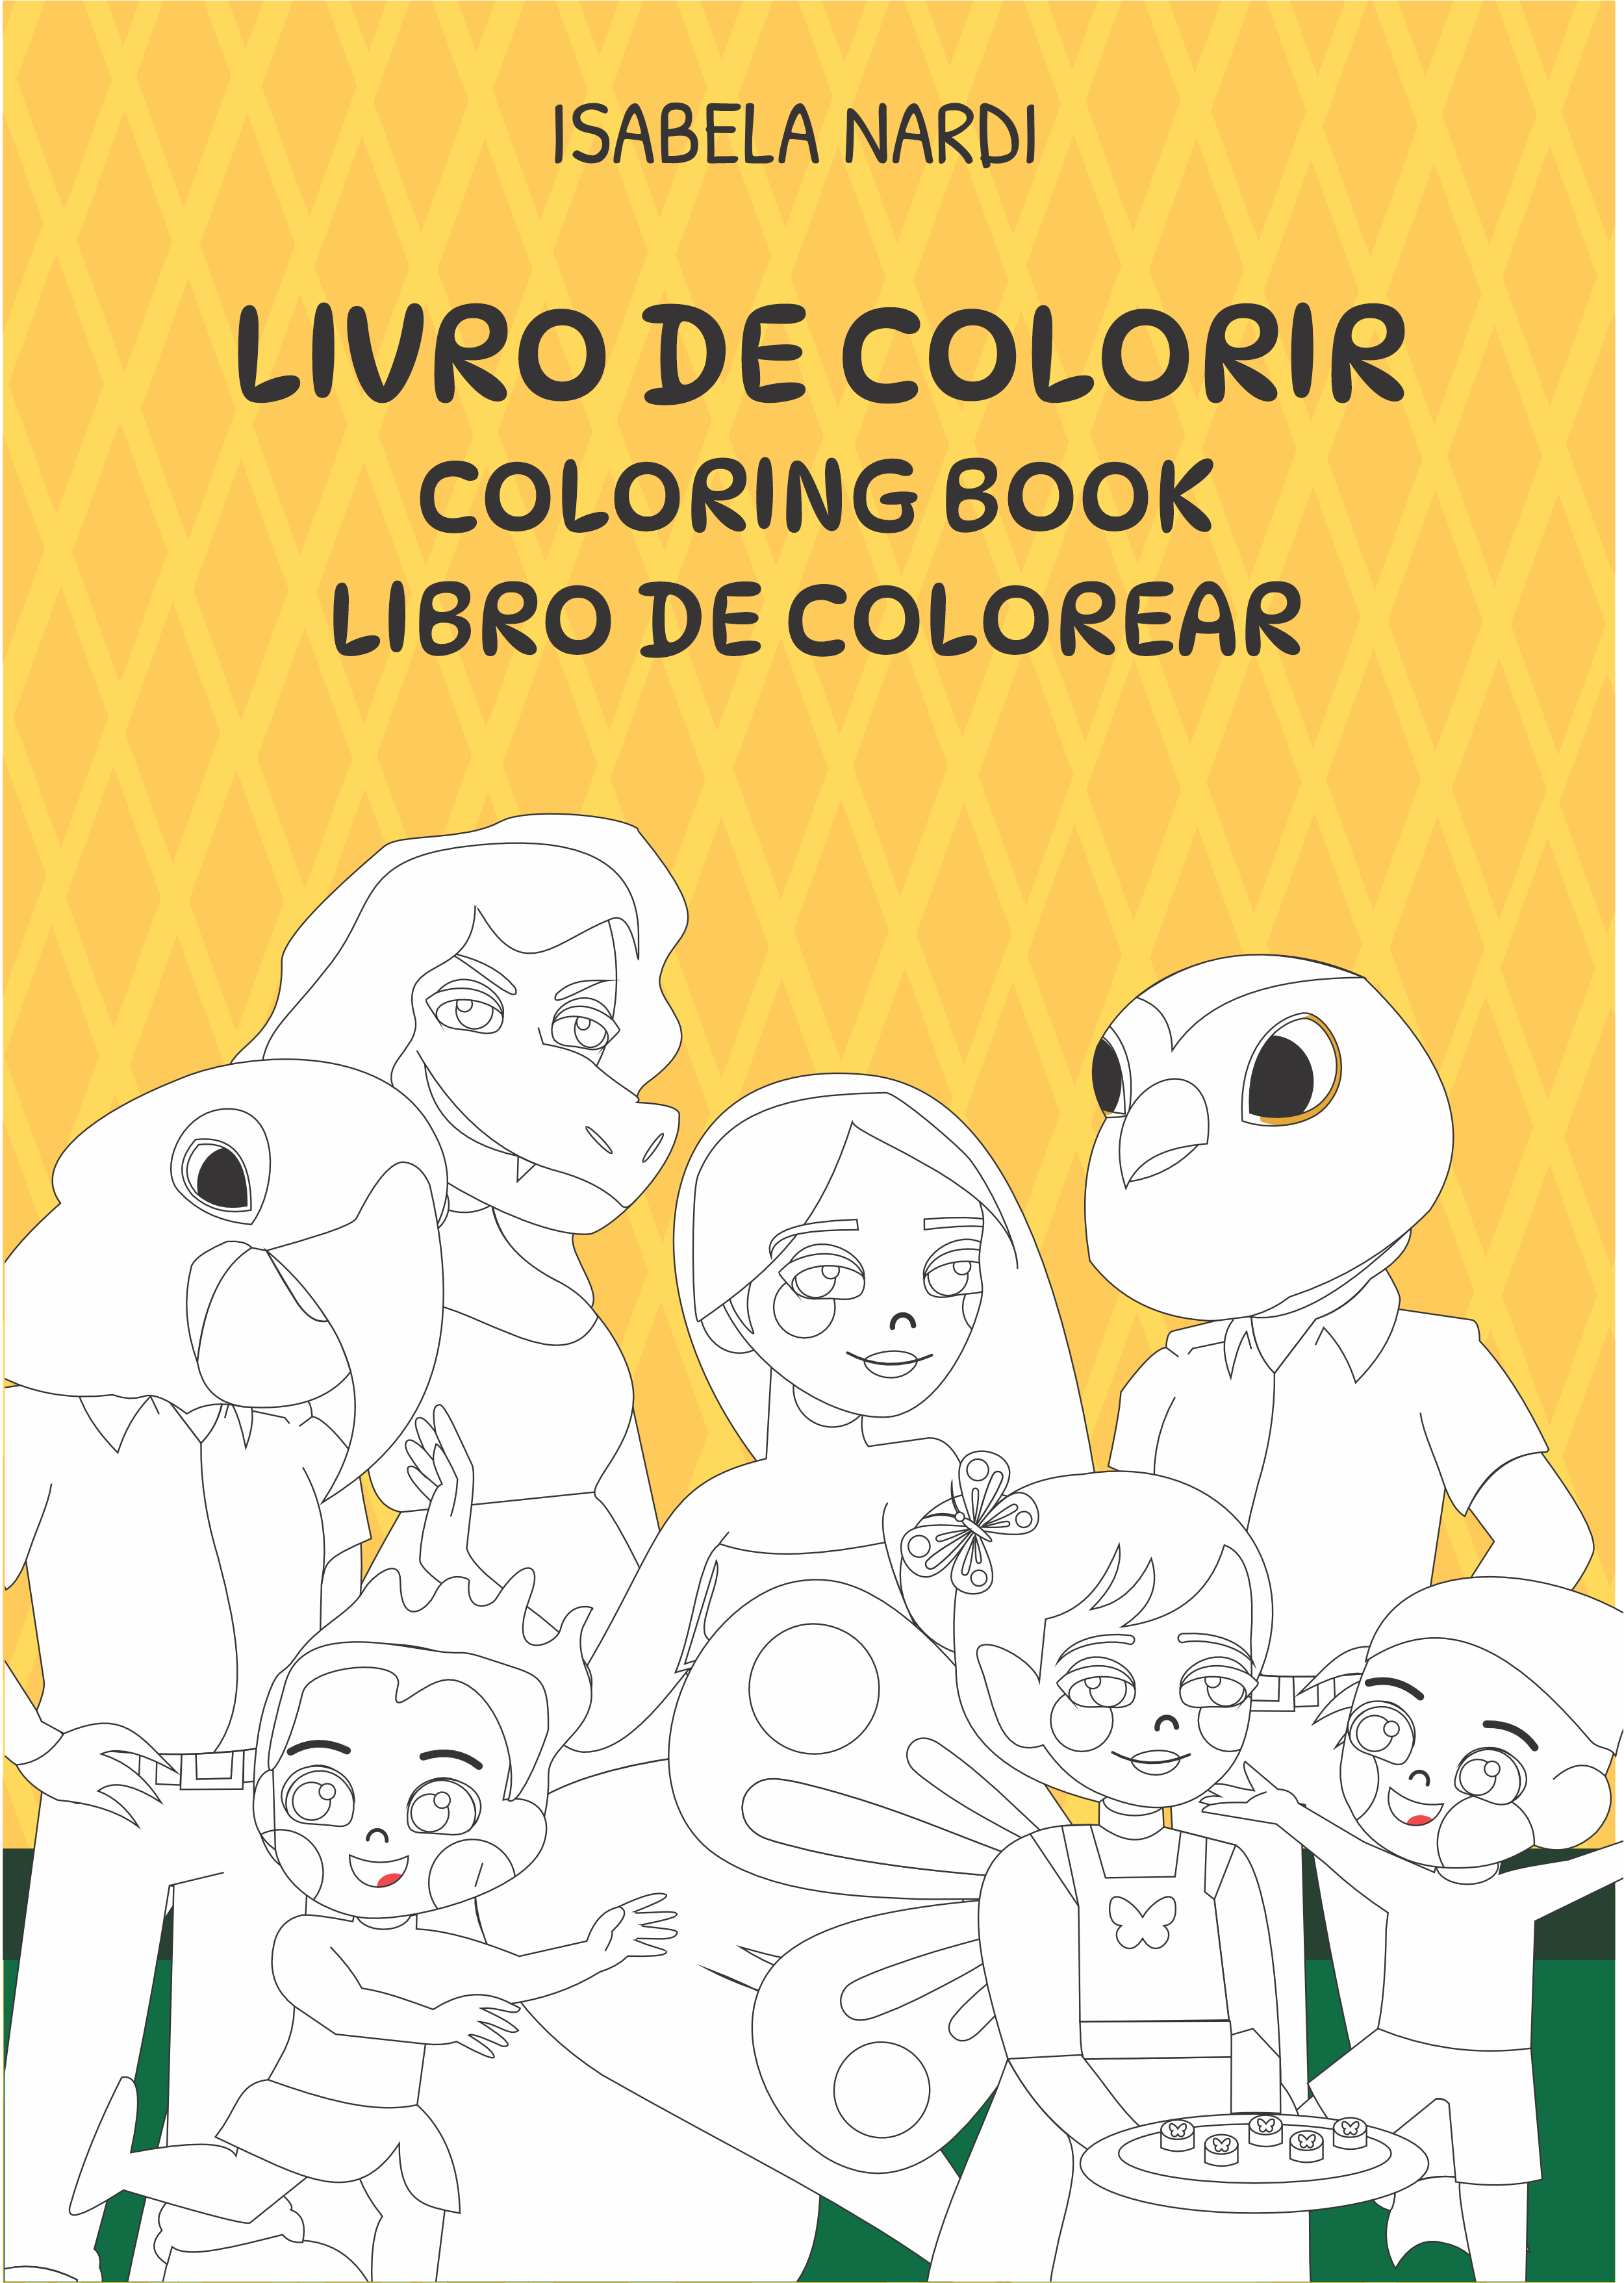 ISABELA NARDI
LIVRO DE COLORIR
COLORING BOOK
LIBRO DE COLOREAR